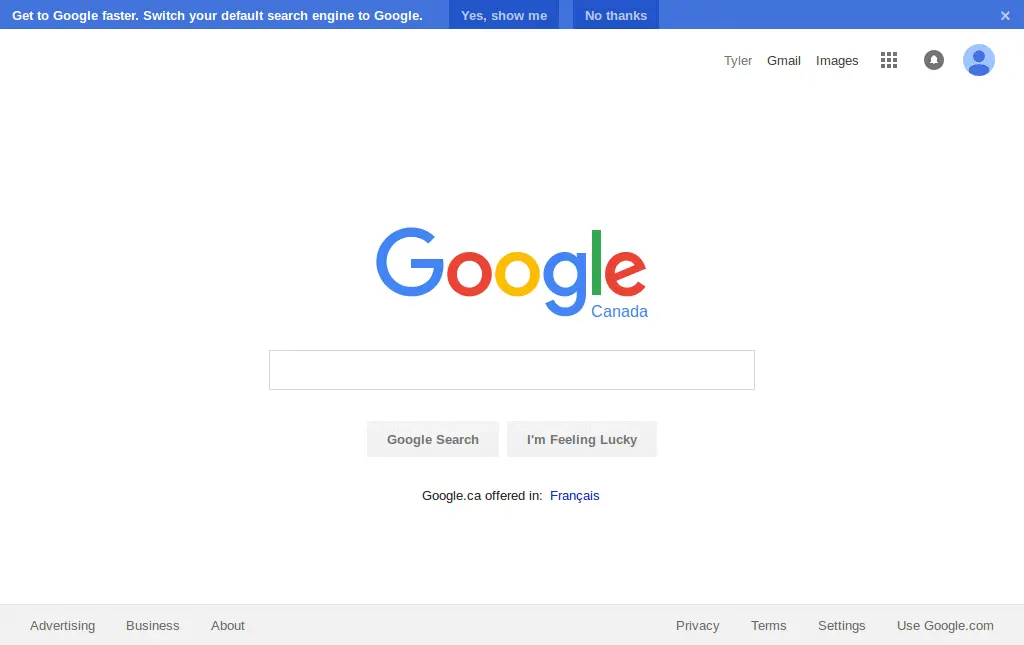 Get to Google faster. Switch your default search engine to Google. Yes, show me No thanks ×
Tyler Gmail Images
Google
Canada
Google Search I'm Feeling Lucky
Google.ca offered in: Français
Advertising Business About Privacy Terms Settings Use Google.com